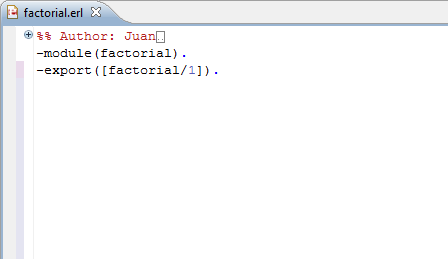 factorial.erl
%% Author: Juan..
-module(factorial).
-export([factorial/1]).